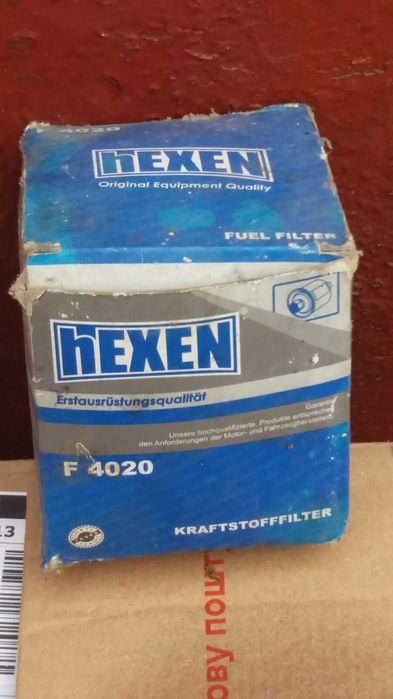 F 4020
hEXEN
Original Equipment Quality
FUEL FILTER
hEXEN
Erstausrüstungsqualität
Garantie
Unsere hochqualifizierte Produkte entsprechen
den Anforderungen der Motor- und Fahrzeughersteller
F 4020
KRAFTSTOFFFILTER
13
ову пошт